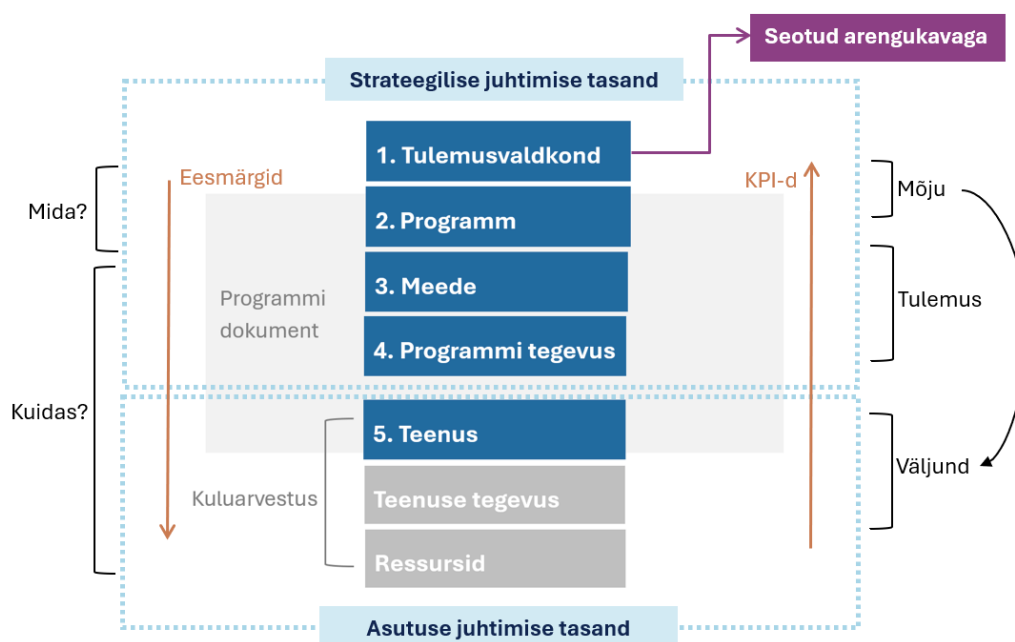 Seotud arengukavaga
Strateegilise juhtimise tasand
1. Tulemusvaldkond
Eesmärgid
KPI-d
Mõju
Mida?
2. Programm
3. Meede
Programmi
dokument
Tulemus
4. Programmi tegevus
Kuidas?
5. Teenus
Väljund
Kuluarvestus
Teenuse tegevus
Ressursid
Asutuse juhtimise tasand